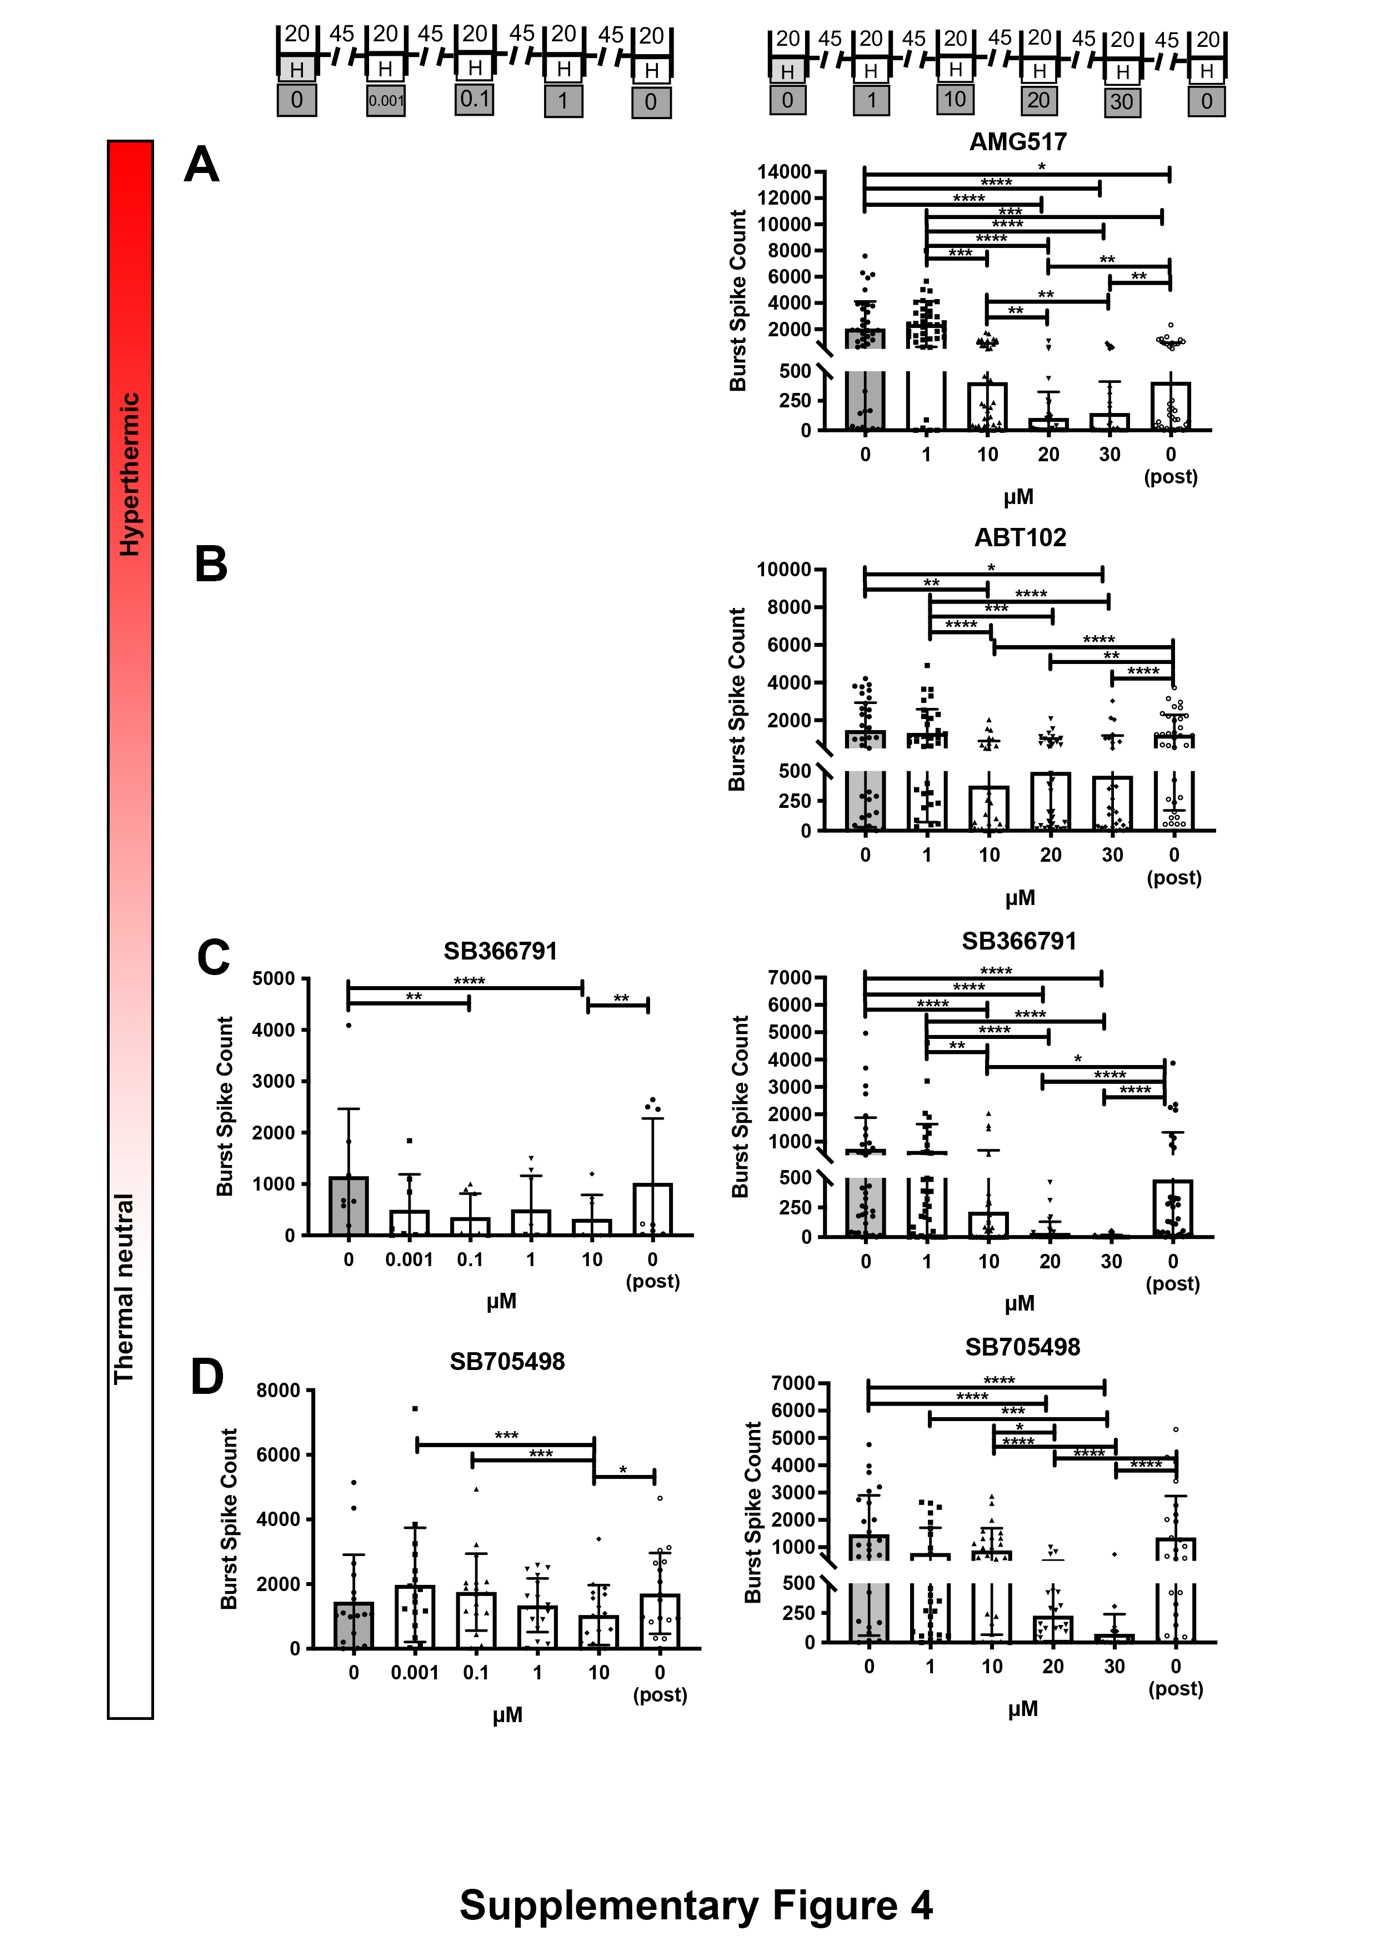 20 45 20 45 20 45 20 45 20
H H H H H
0 0.001 0.1 1 0
20 45 20 45 20 45 20 45 20 45 20
H H H H H H
0 1 10 20 30 0
Hyperthermic
Thermal neutral
A
AMG517
Burst Spike Count
14000
12000
10000
8000
6000
4000
2000
500
250
0
*
****
****
***
****
****
***
**
**
**
**
0 1 10 20 30 0
(post)
µM
B
ABT102
Burst Spike Count
10000
8000
6000
4000
2000
500
250
0
*
**
****
***
****
****
**
****
0 1 10 20 30 0
(post)
µM
C
SB366791
Burst Spike Count
5000
4000
3000
2000
1000
0
****
**
**
0 0.001 0.1 1 10 0
(post)
µM
SB366791
Burst Spike Count
7000
6000
5000
4000
3000
2000
1000
500
250
0
****
****
****
****
****
**
*
****
****
0 1 10 20 30 0
(post)
µM
D
SB705498
Burst Spike Count
8000
6000
4000
2000
0
***
***
*
0 0.001 0.1 1 10 0
(post)
µM
SB705498
Burst Spike Count
7000
6000
5000
4000
3000
2000
1000
500
250
0
****
****
***
*
****
****
****
0 1 10 20 30 0
(post)
µM
Supplementary Figure 4